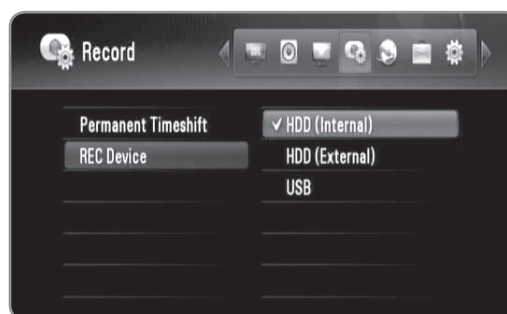 Record
Permanent Timeshift
REC Device
HDD (Internal)
HDD (External)
USB